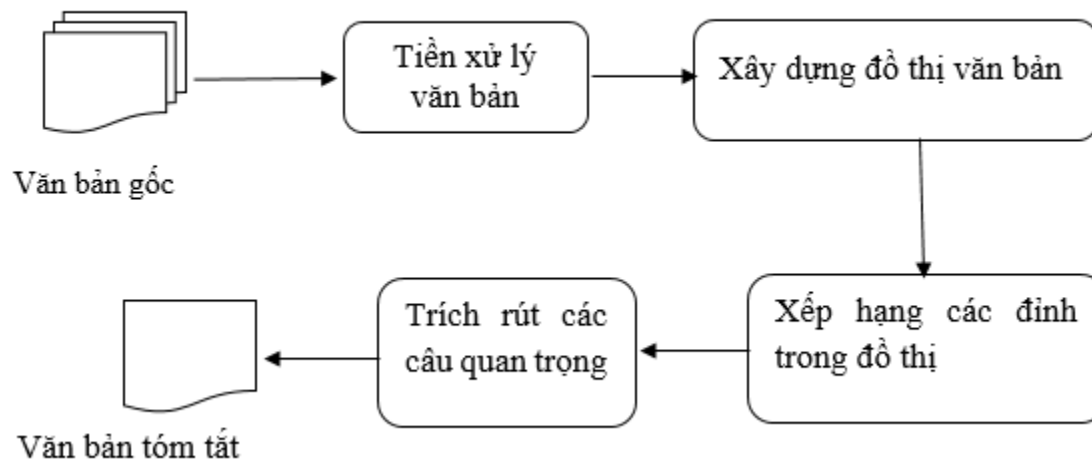 Tiền xử lý
văn bản
Xây dựng đồ thị văn bản
Văn bản gốc
Xếp hạng các đỉnh
trong đồ thị
Trích rút các
câu quan trọng
Văn bản tóm tắt